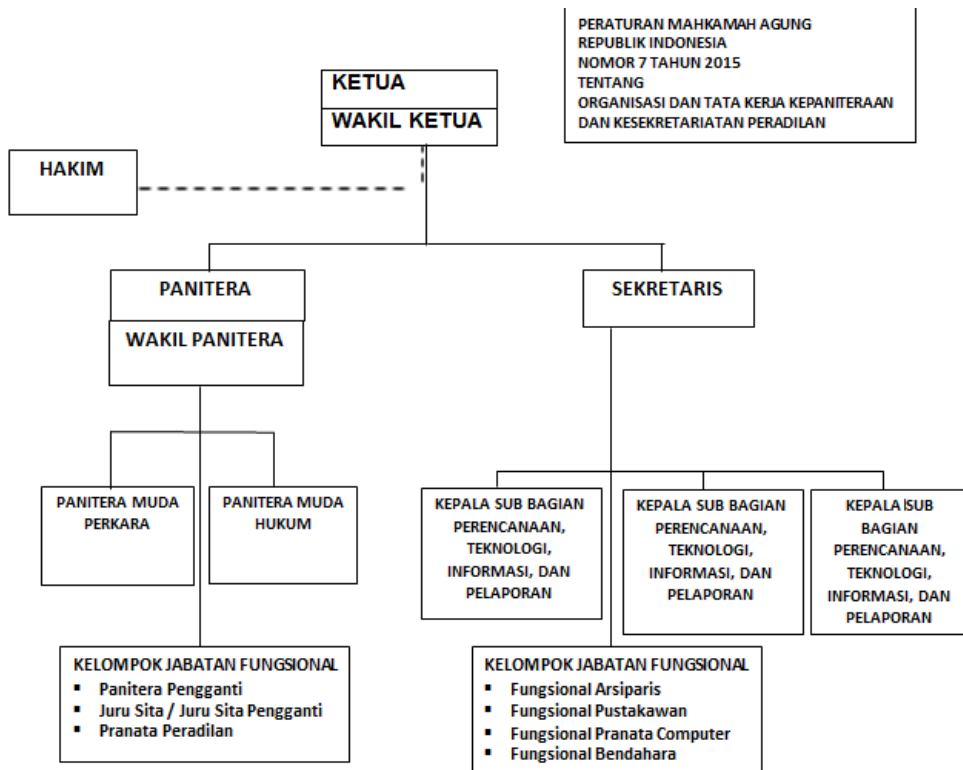 PERATURAN MAHKAMAH AGUNG
REPUBLIK INDONESIA
NOMOR 7 TAHUN 2015
TENTANG
ORGANISASI DAN TATA KERJA KEPANITERAAN
DAN KESEKRETARIATAN PERADILAN
KETUA
WAKIL KETUA
HAKIM
PANITERA
WAKIL PANITERA
SEKRETARIS
PANITERA MUDA
PERKARA
PANITERA MUDA
HUKUM
KEPALA SUB BAGIAN
PERENCANAAN,
TEKNOLOGI,
INFORMASI, DAN
PELAPORAN
KEPALA SUB BAGIAN
PERENCANAAN,
TEKNOLOGI,
INFORMASI, DAN
PELAPORAN
KEPALA SUB
BAGIAN
PERENCANAAN,
TEKNOLOGI,
INFORMASI, DAN
PELAPORAN
KELOMPOK JABATAN FUNGSIONAL
▪ Panitera Pengganti
▪ Juru Sita / Juru Sita Pengganti
▪ Pranata Peradilan
KELOMPOK JABATAN FUNGSIONAL
▪ Fungsional Arsiparis
▪ Fungsional Pustakawan
▪ Fungsional Pranata Computer
▪ Fungsional Bendahara